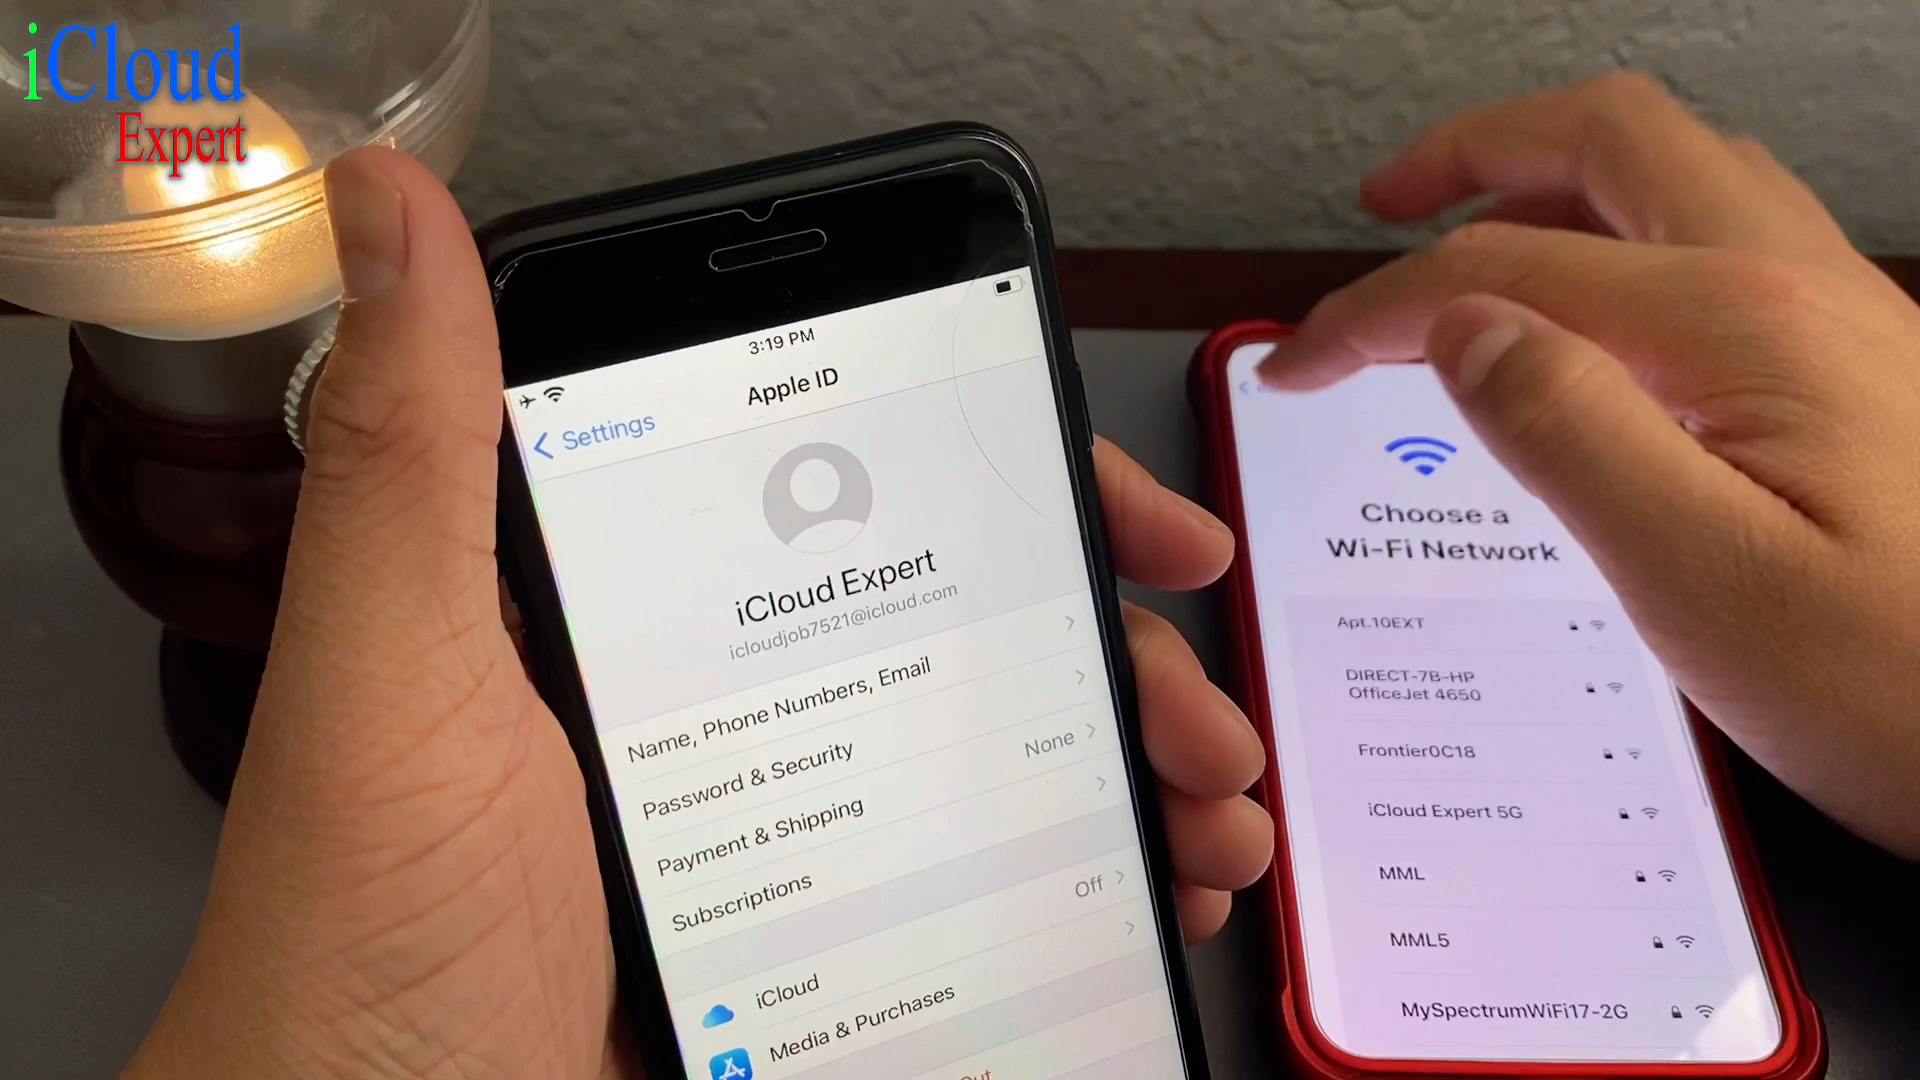 iCloud
Expert
3:19 PM
Settings
Apple ID
iCloud Expert
icloudjob7521@icloud.com
Name, Phone Numbers, Email
Password & Security
Payment & Shipping
None
Subscriptions
iCloud
Off
Media & Purchases
Out
Choose a
Wi-Fi Network
Apt.10EXT
DIRECT-7B-HP
OfficeJet 4650
Frontier0C18
iCloud Expert 5G
MML
MML5
MySpectrumWiFi17-2G